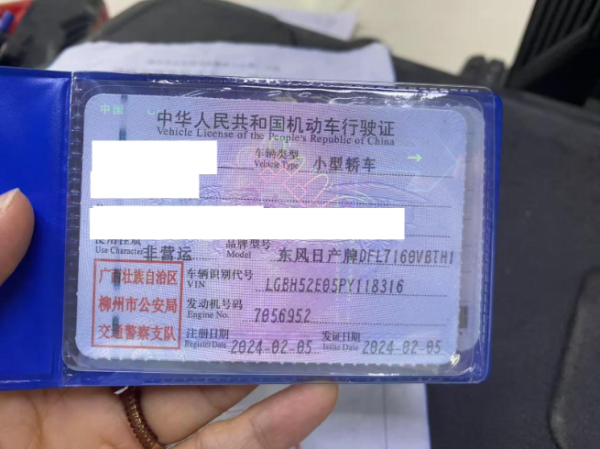 中国
中华人民共和国机动车行驶证
Vehicle License of the People's Republic of China
车辆类型
Vehicle Type
小型轿车
使用性质
Use Character
非营运
品牌型号
Model
东风日产牌DFL7160VBTH1
广西壮族自治区
柳州市公安局
交通警察支队
车辆识别代号
VIN
LGBH52E05PY118316
发动机号码
Engine No.
7056952
注册日期
Register Date
2024-02-05
发证日期
Issue Date
2024-02-05